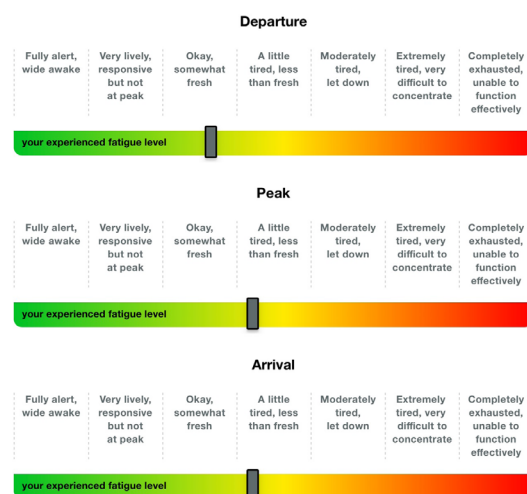 Departure
Fully alert, Very lively, Okay, A little Moderately Extremely Completely
wide awake responsive somewhat tired, less tired, tired, very exhausted,
but not fresh than fresh let down difficult to unable to
at peak concentrate function
effectively
your experienced fatigue level
Peak
Fully alert, Very lively, Okay, A little Moderately Extremely Completely
wide awake responsive somewhat tired, less tired, tired, very exhausted,
but not fresh than fresh let down difficult to unable to
at peak concentrate function
effectively
your experienced fatigue level
Arrival
Fully alert, Very lively, Okay, A little Moderately Extremely Completely
wide awake responsive somewhat tired, less tired, tired, very exhausted,
but not fresh than fresh let down difficult to unable to
at peak concentrate function
effectively
your experienced fatigue level